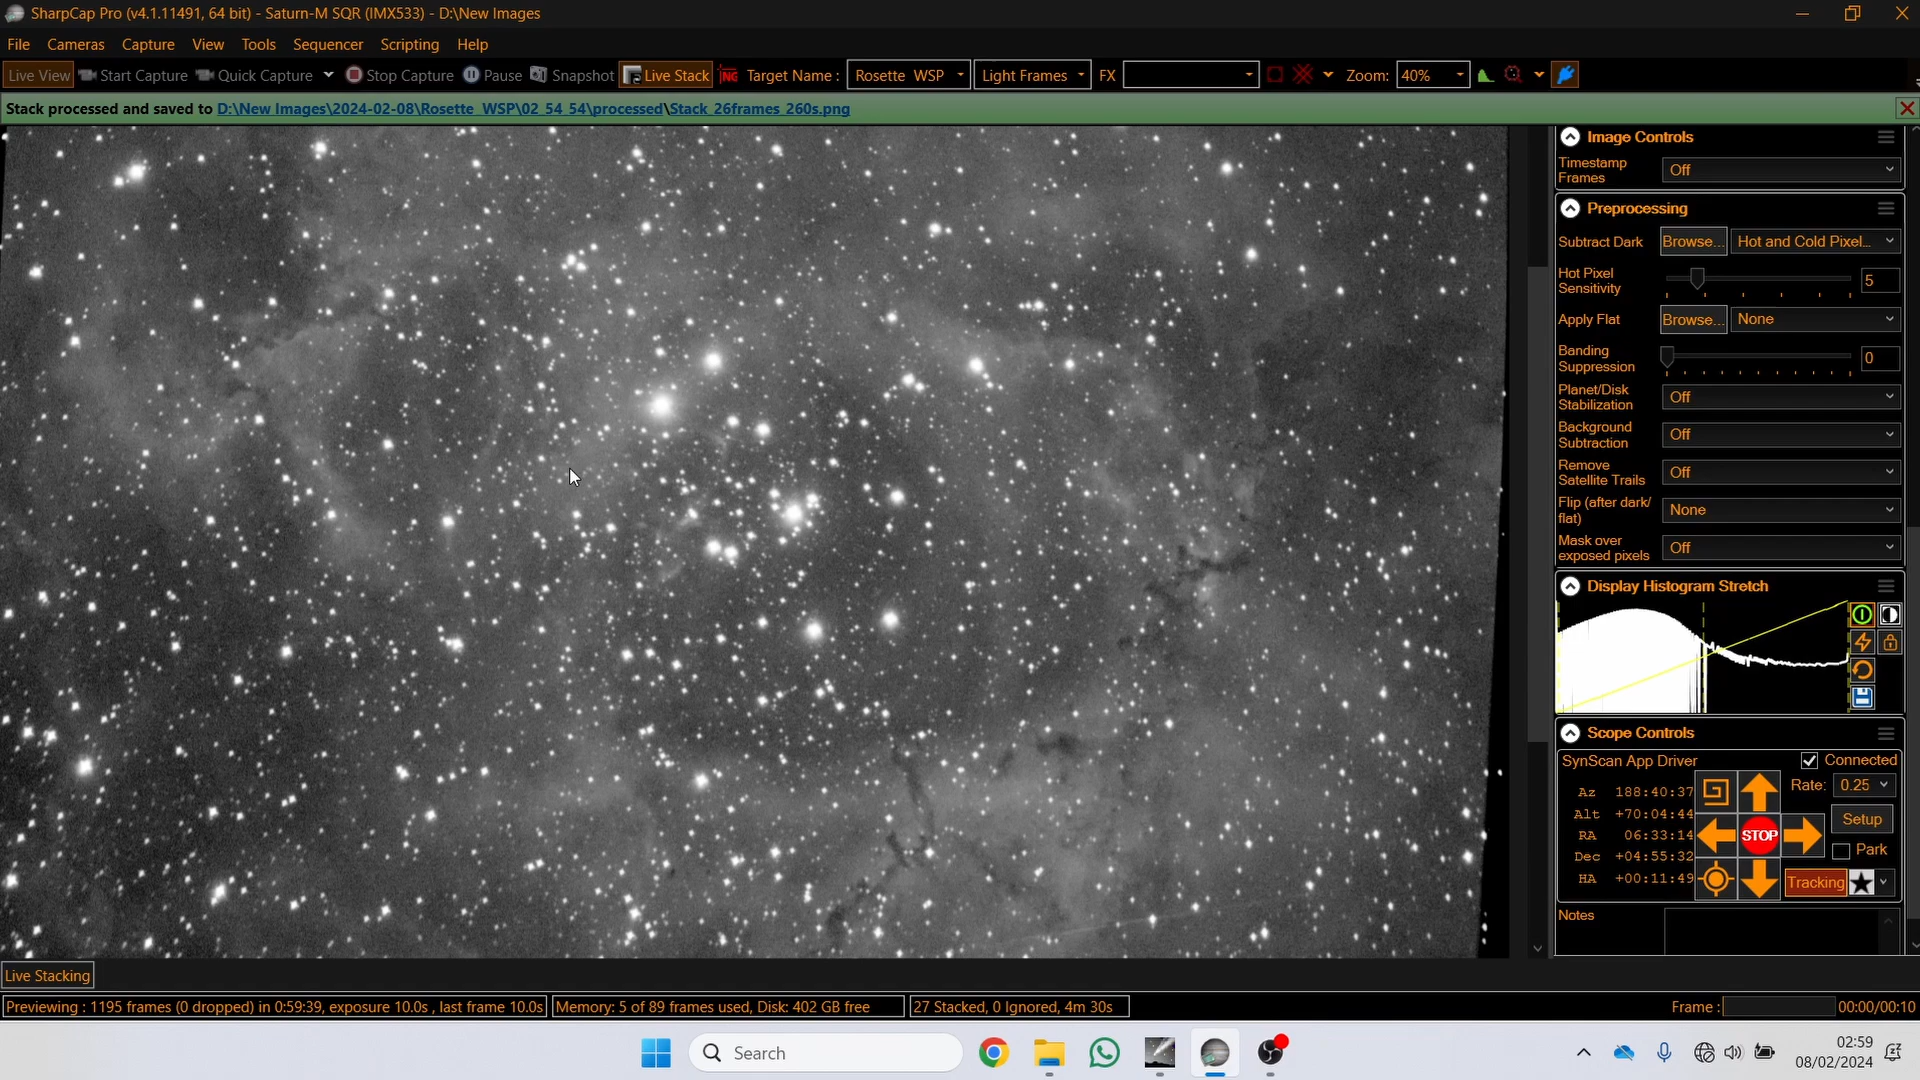 SharpCap Pro (v4.1.11491, 64 bit) - Saturn-M SQR (IMX533) - D:\New Images
File Cameras Capture View Tools Sequencer Scripting Help
Live View Start Capture Quick Capture Stop Capture Pause Snapshot Live Stack NG Target Name : Rosette WSP Light Frames FX Zoom: 40%
Stack processed and saved to D:\New Images\2024-02-08\Rosette_WSP\02_54_54\processed\Stack_26frames_260s.png
Image Controls
Timestamp Frames Off
Preprocessing
Subtract Dark Browse... Hot and Cold Pixel...
Hot Pixel Sensitivity 5
Apply Flat Browse... None
Banding Suppression 0
Planet/Disk Stabilization Off
Background Subtraction Off
Remove Satellite Trails Off
Flip (after dark/ flat) None
Mask over exposed pixels Off
Display Histogram Stretch
Scope Controls
SynScan App Driver Connected
Az 188:40:37 Rate: 0.25
Alt +70:04:44 Setup
RA 06:33:14 STOP
Dec +04:55:32 Park
HA +00:11:49 Tracking
Notes
Live Stacking
Previewing : 1195 frames (0 dropped) in 0:59:39, exposure 10.0s , last frame 10.0s Memory: 5 of 89 frames used, Disk: 402 GB free 27 Stacked, 0 Ignored, 4m 30s Frame : 00:00/00:10
Search 02:59
08/02/2024